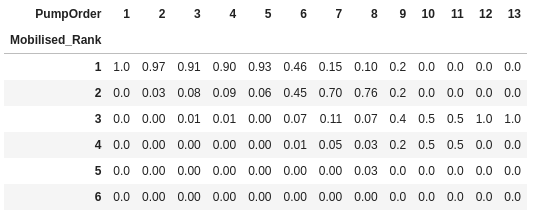 PumpOrder 1 2 3 4 5 6 7 8 9 10 11 12 13
Mobilised_Rank
1 1.0 0.97 0.91 0.90 0.93 0.46 0.15 0.10 0.2 0.0 0.0 0.0 0.0
2 0.0 0.03 0.08 0.09 0.06 0.45 0.70 0.76 0.2 0.0 0.0 0.0 0.0
3 0.0 0.00 0.01 0.01 0.00 0.07 0.11 0.07 0.4 0.5 0.5 1.0 1.0
4 0.0 0.00 0.00 0.00 0.00 0.01 0.05 0.03 0.2 0.5 0.5 0.0 0.0
5 0.0 0.00 0.00 0.00 0.00 0.00 0.00 0.03 0.0 0.0 0.0 0.0 0.0
6 0.0 0.00 0.00 0.00 0.00 0.00 0.00 0.00 0.0 0.0 0.0 0.0 0.0